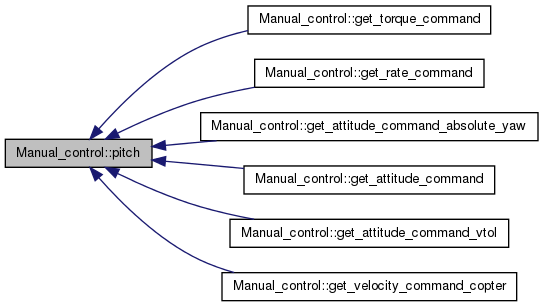 Manual_control::get_torque_command
Manual_control::get_rate_command
Manual_control::get_attitude_command_absolute_yaw
Manual_control::pitch
Manual_control::get_attitude_command
Manual_control::get_attitude_command_vtol
Manual_control::get_velocity_command_copter